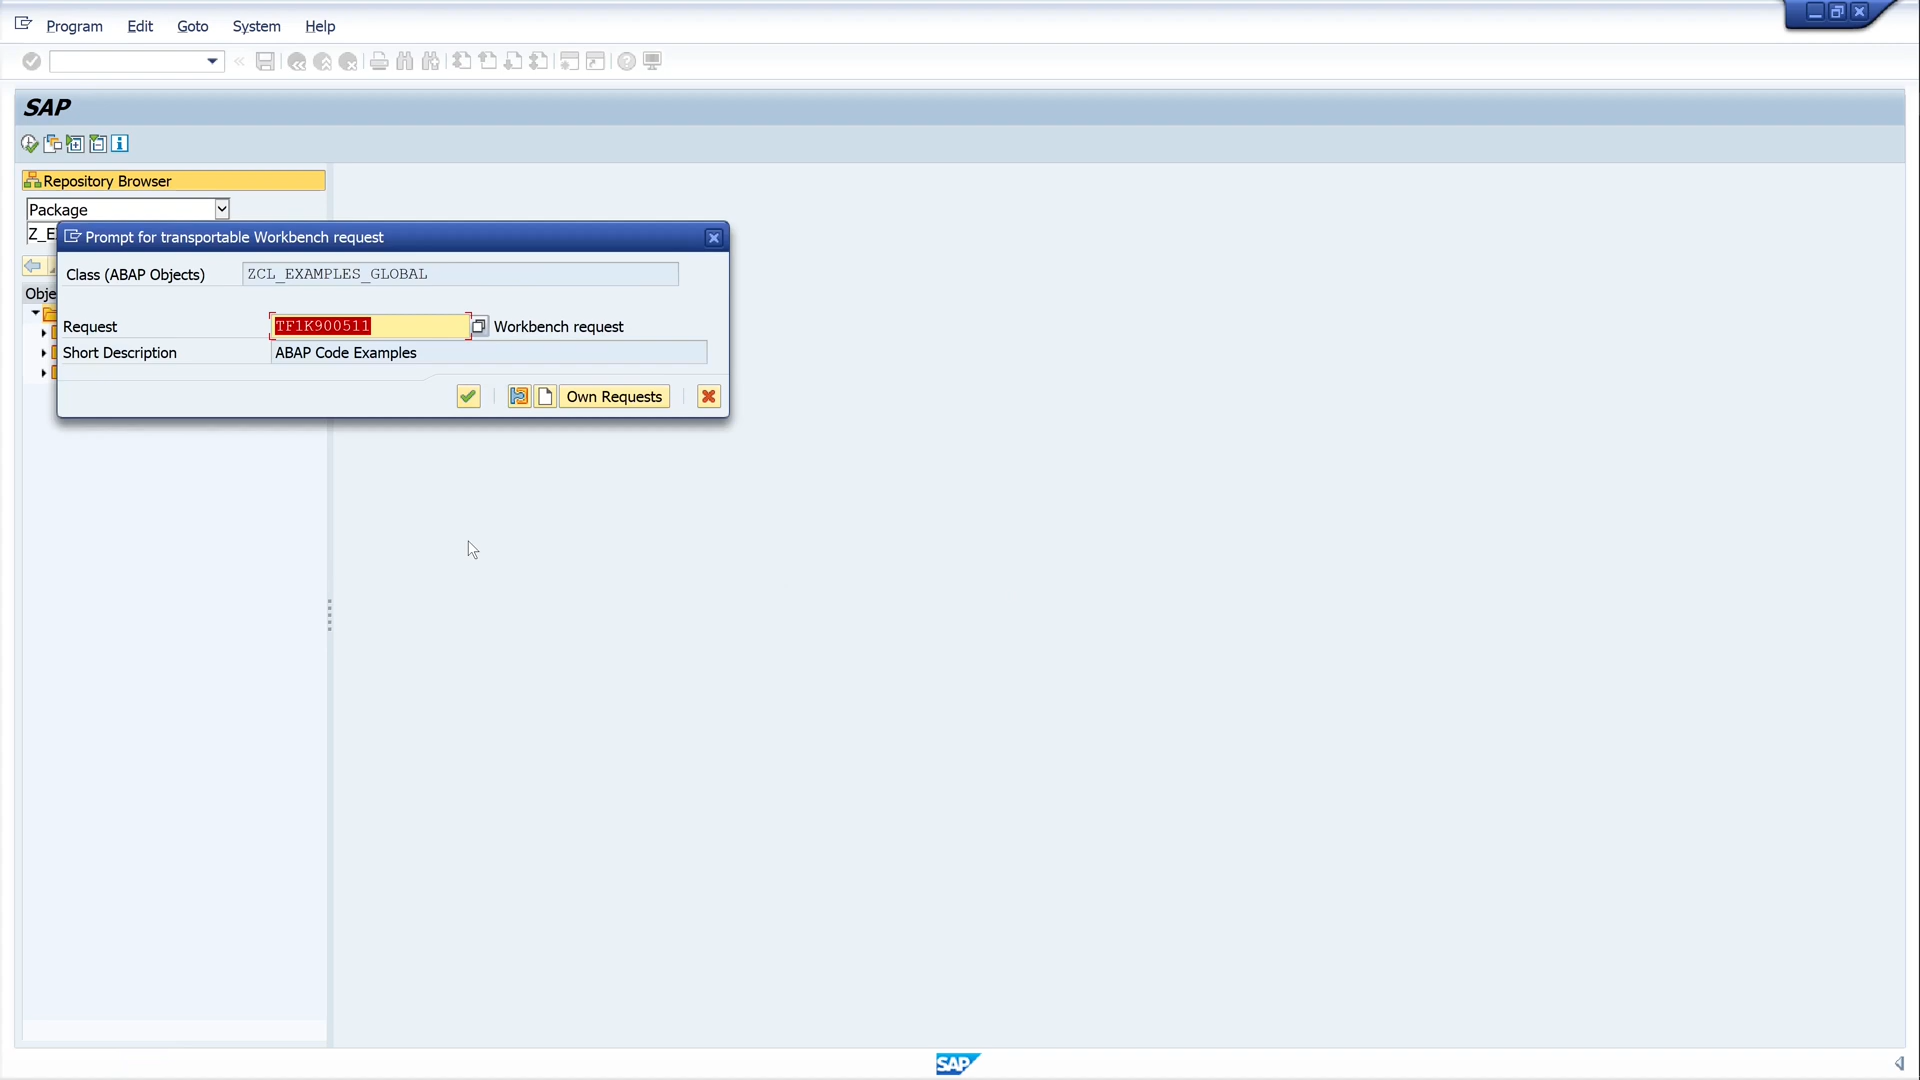 Program Edit Goto System Help
SAP
Repository Browser
Package
Z_E
Prompt for transportable Workbench request
Class (ABAP Objects) ZCL_EXAMPLES_GLOBAL
Obje
Request TF1K900511 Workbench request
Short Description ABAP Code Examples
Own Requests
SAP